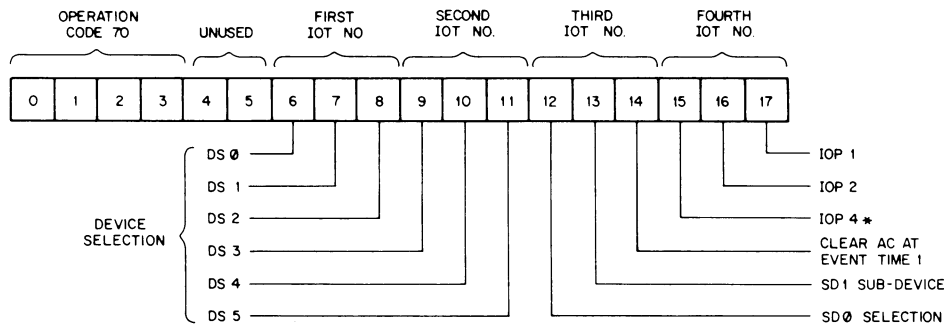 OPERATION
CODE 70
UNUSED
FIRST
IOT NO
SECOND
IOT NO.
THIRD
IOT NO.
FOURTH
IOT NO.
0 1 2 3 4 5 6 7 8 9 10 11 12 13 14 15 16 17
DEVICE
SELECTION
DS Ø
DS 1
DS 2
DS 3
DS 4
DS 5
IOP 1
IOP 2
IOP 4 *
CLEAR AC AT
EVENT TIME 1
SD1 SUB-DEVICE
SDØ SELECTION